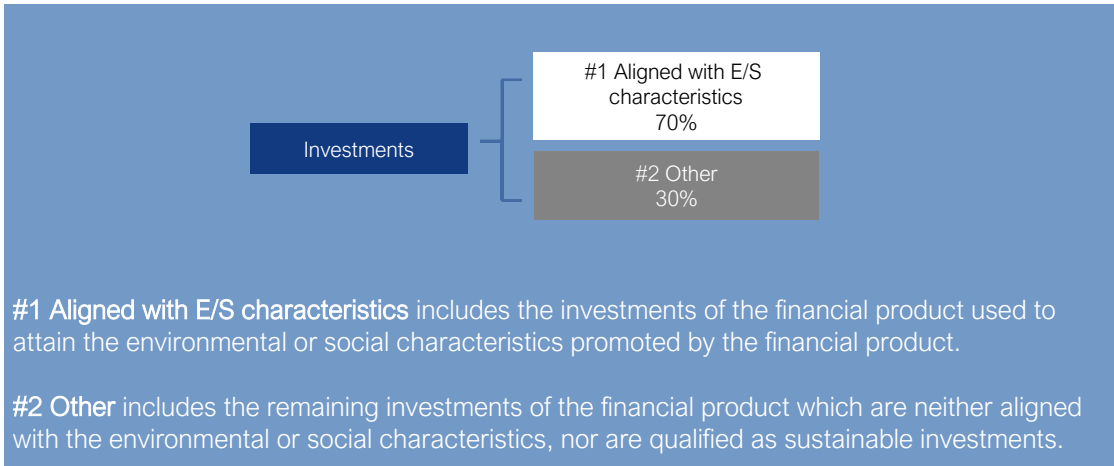 #1 Aligned with E/S
characteristics
70%
Investments
#2 Other
30%
#1 Aligned with E/S characteristics includes the investments of the financial product used to
attain the environmental or social characteristics promoted by the financial product.
#2 Other includes the remaining investments of the financial product which are neither aligned
with the environmental or social characteristics, nor are qualified as sustainable investments.